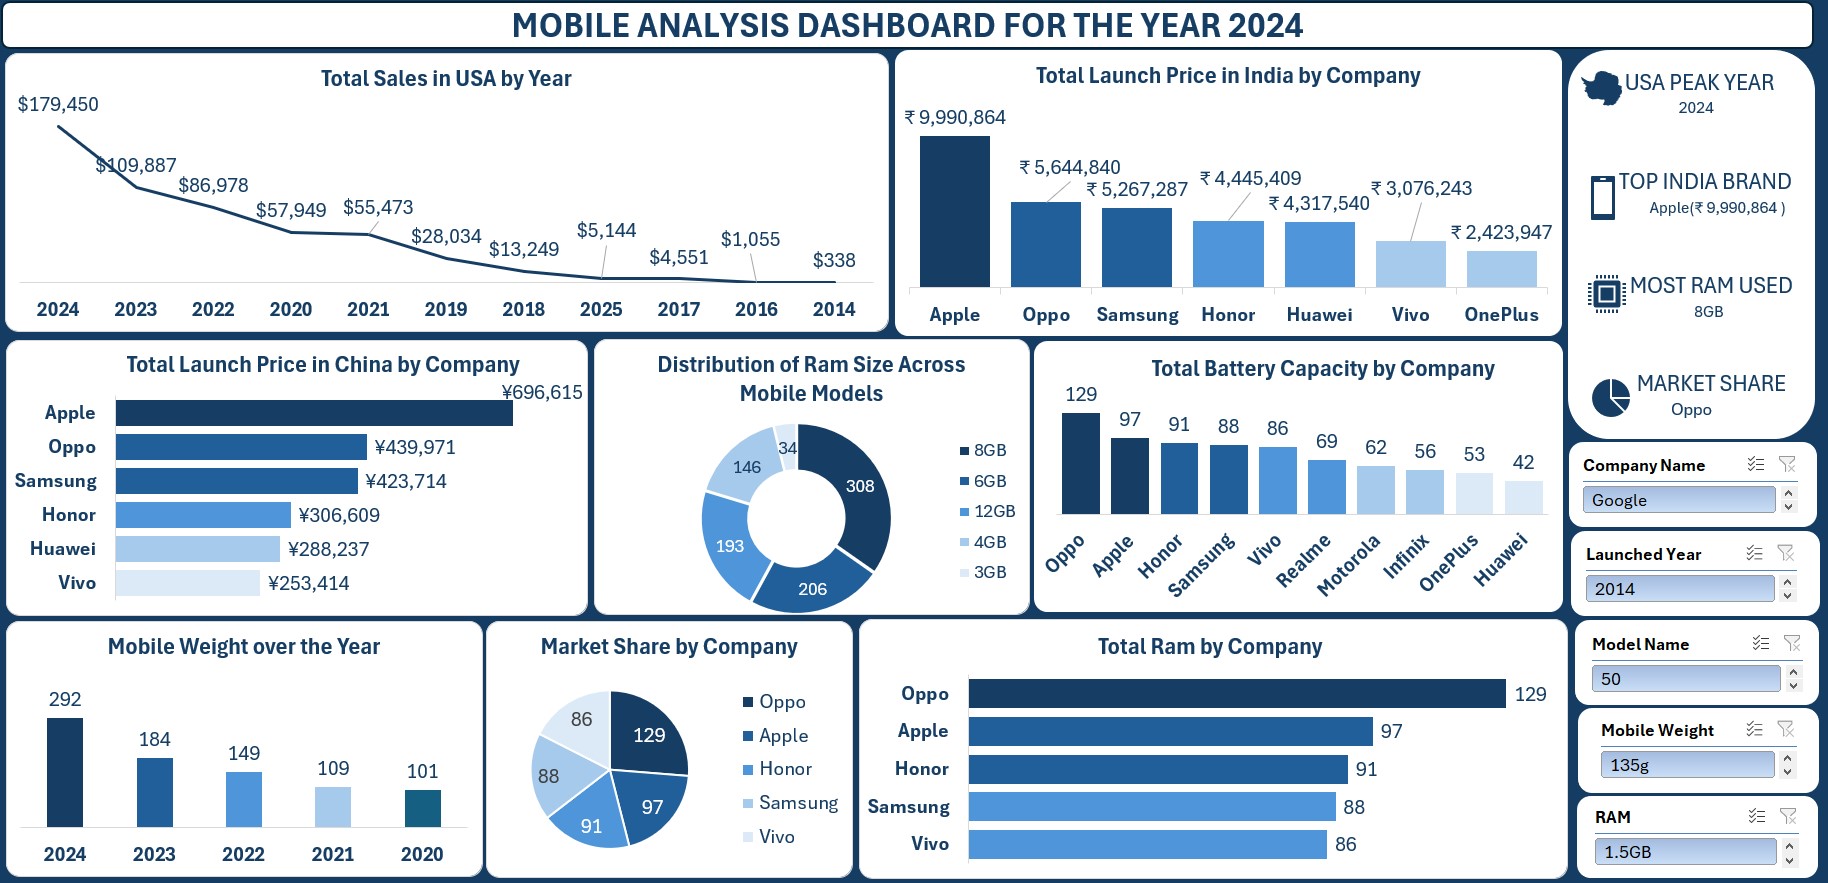 MOBILE ANALYSIS DASHBOARD FOR THE YEAR 2024
Total Sales in USA by Year
$179,450
$109,887
$86,978
$57,949
$55,473
$28,034
$13,249
$5,144
$4,551
$1,055
$338
2024 2023 2022 2020 2021 2019 2018 2025 2017 2016 2014
Total Launch Price in India by Company
₹ 9,990,864
₹ 5,644,840
₹ 5,267,287
₹ 4,445,409
₹ 4,317,540
₹ 3,076,243
₹ 2,423,947
Apple Oppo Samsung Honor Huawei Vivo OnePlus
USA PEAK YEAR
2024
TOP INDIA BRAND
Apple(₹ 9,990,864 )
MOST RAM USED
8GB
MARKET SHARE
Oppo
Total Launch Price in China by Company
Apple ¥696,615
Oppo ¥439,971
Samsung ¥423,714
Honor ¥306,609
Huawei ¥288,237
Vivo ¥253,414
Distribution of Ram Size Across
Mobile Models
308
206
193
146
34
8GB
6GB
12GB
4GB
3GB
Total Battery Capacity by Company
129 97 91 88 86 69 62 56 53 42
Oppo Apple Honor Samsung Vivo Realme Motorola Infinix OnePlus Huawei
Company Name
Google
Launched Year
2014
Model Name
50
Mobile Weight
135g
RAM
1.5GB
Mobile Weight over the Year
292 184 149 109 101
2024 2023 2022 2021 2020
Market Share by Company
129
97
91
88
86
Oppo
Apple
Honor
Samsung
Vivo
Total Ram by Company
Oppo 129
Apple 97
Honor 91
Samsung 88
Vivo 86